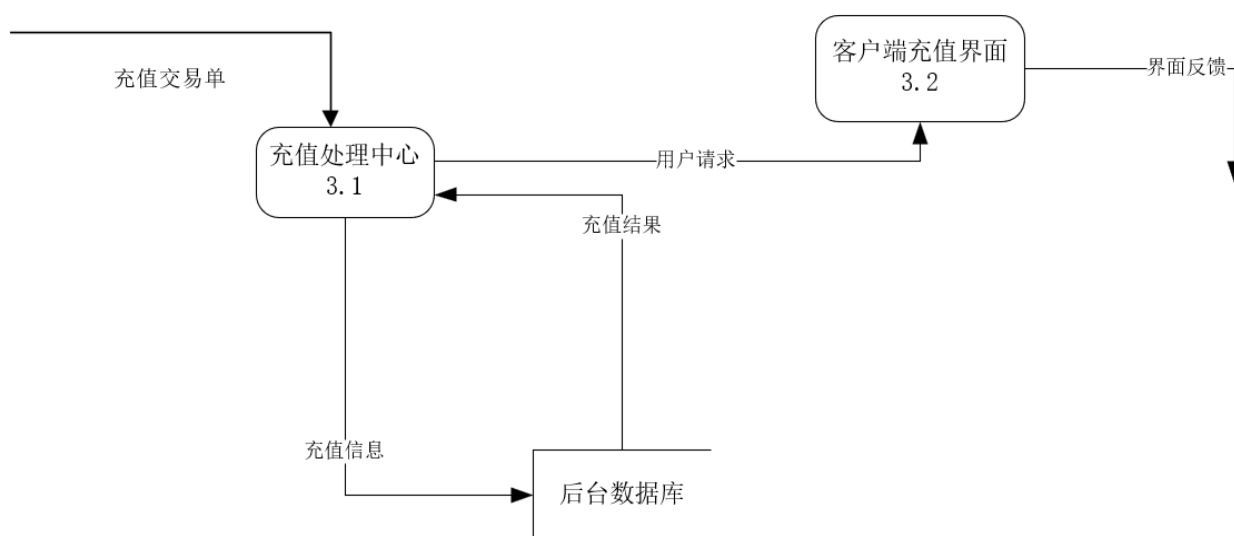 充值交易单
客户端充值界面
3.2
界面反馈
充值处理中心
3.1
用户请求
充值结果
充值信息
后台数据库